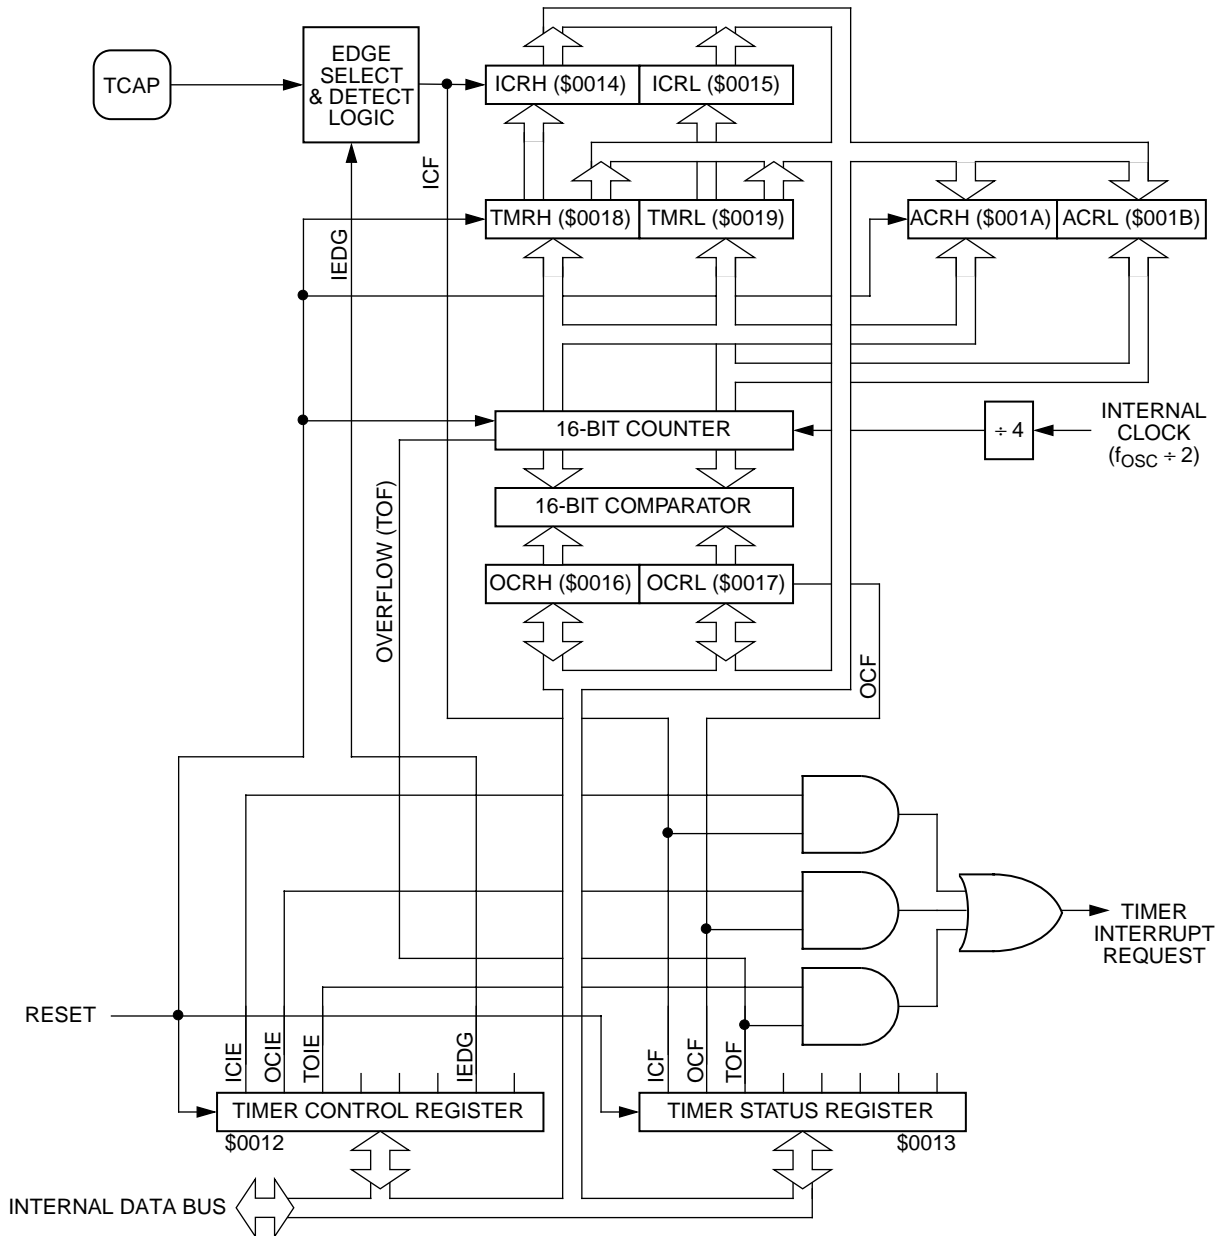 EDGE
SELECT
& DETECT
LOGIC
TCAP
ICRH ($0014)
ICRL ($0015)
ICF
IEDG
TMRH ($0018)
TMRL ($0019)
ACRH ($001A)
ACRL ($001B)
16-BIT COUNTER
÷ 4
INTERNAL
CLOCK
(fOSC ÷ 2)
16-BIT COMPARATOR
OVERFLOW (TOF)
OCRH ($0016)
OCRL ($0017)
OCF
TIMER
INTERRUPT
REQUEST
RESET
ICIE
OCIE
TOIE
IEDG
ICF
OCF
TOF
TIMER CONTROL REGISTER
$0012
TIMER STATUS REGISTER
$0013
INTERNAL DATA BUS